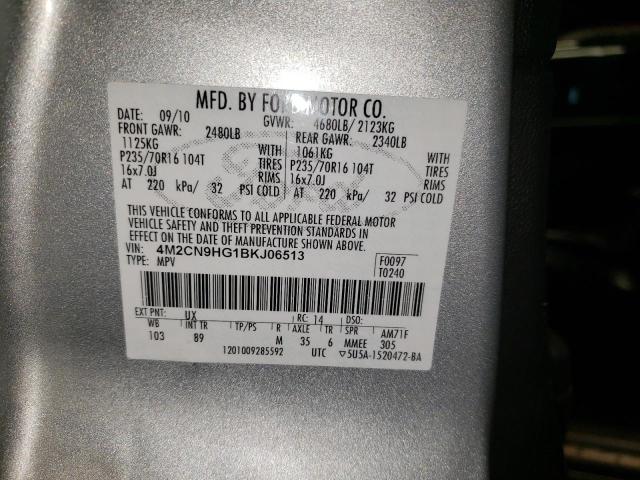 MFD. BY FORD MOTOR CO.
DATE: 09/10 GVWR: 4680LB/ 2123KG
FRONT GAWR: 2480LB REAR GAWR: 2340LB
1125KG WITH 1061KG WITH
P235/70R16 104T TIRES P235/70R16 104T TIRES
16x7.0J RIMS 16x7.0J RIMS
AT 220 kPa/ 32 PSI COLD AT 220 kPa/ 32 PSI COLD
THIS VEHICLE CONFORMS TO ALL APPLICABLE FEDERAL MOTOR
VEHICLE SAFETY AND THEFT PREVENTION STANDARDS IN
EFFECT ON THE DATE OF MANUFACTURE SHOWN ABOVE.
VIN: 4M2CN9HG1BKJ06513 F0097
TYPE: MPV T0240
EXT PNT: UX RC: 14 DSO:
WB INT TR TP/PS R AXLE TR SPR AM71F
103 89 M 35 6 MMEE 305
1201009285592 UTC ▽5U5A-1520472-BA